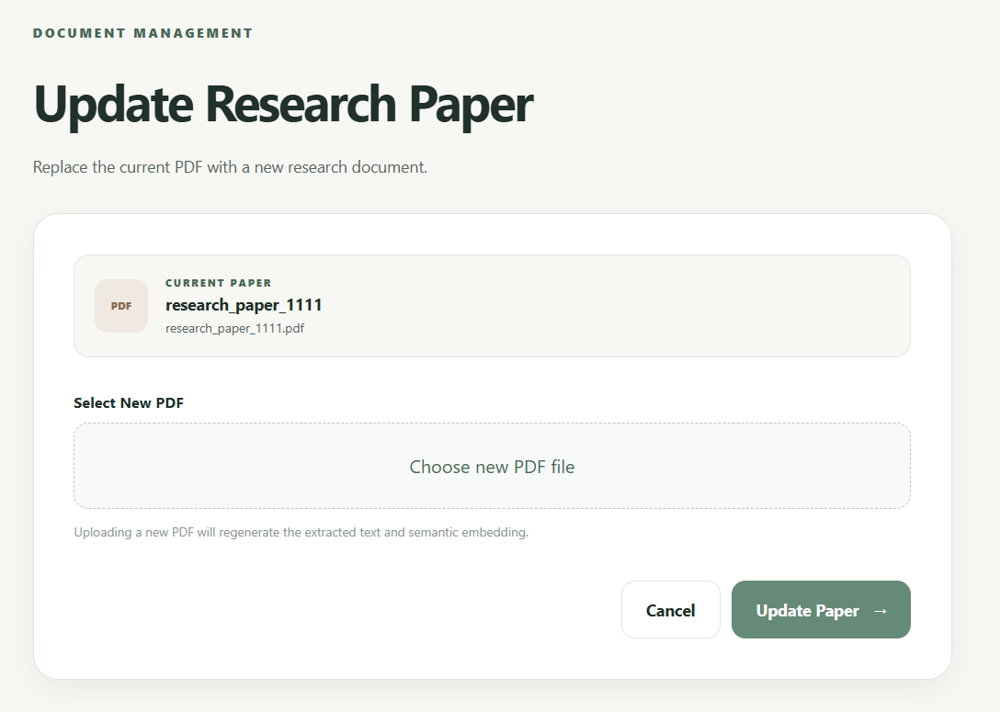 DOCUMENT MANAGEMENT
Update Research Paper
Replace the current PDF with a new research document.
PDF
CURRENT PAPER
research_paper_1111
research_paper_1111.pdf
Select New PDF
Choose new PDF file
Uploading a new PDF will regenerate the extracted text and semantic embedding.
Cancel
Update Paper →